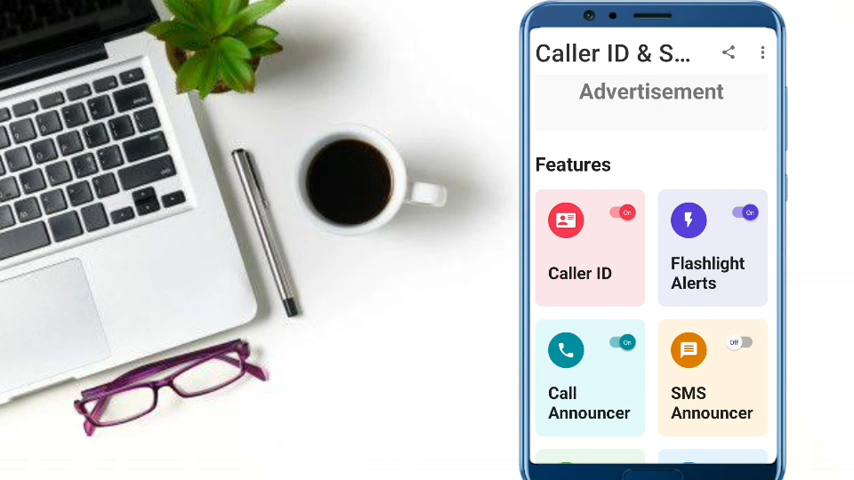 Caller ID & S...
Advertisement
Features
On
On
Caller ID
Flashlight
Alerts
On
Off
Call
Announcer
SMS
Announcer